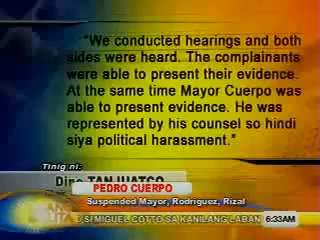 “We conducted hearings and both
sides were heard. The complainants
were able to present their evidence.
At the same time Mayor Cuerpo was
able to present evidence. He was
represented by his counsel so hindi
siya political harassment.”
Tinig ni:
PEDRO CUERPO
Suspended Mayor, Rodriguez, Rizal
SI MIGUEL COTTO SA KANILANG LABAN
6:33AM